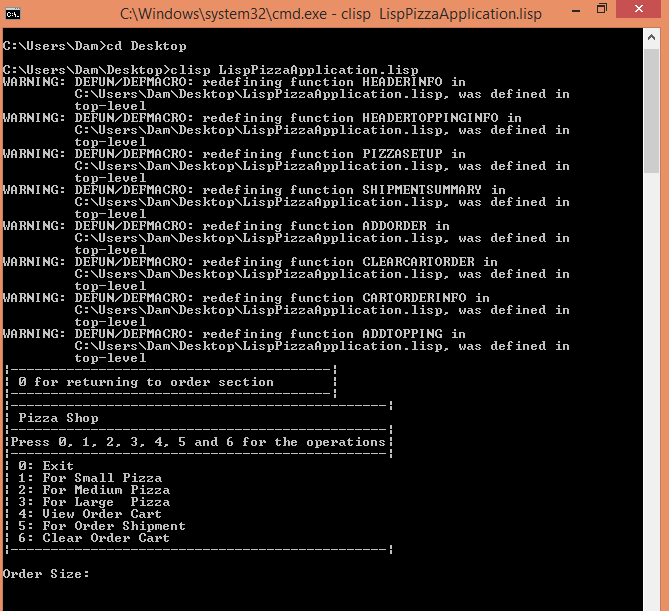 C:\Windows\system32\cmd.exe - clisp  LispPizzaApplication.lisp
C:\Users\Dam>cd Desktop
C:\Users\Dam\Desktop>clisp LispPizzaApplication.lisp
WARNING: DEFUN/DEFMACRO: redefining function HEADERINFO in
C:\Users\Dam\Desktop\LispPizzaApplication.lisp, was defined in
top-level
WARNING: DEFUN/DEFMACRO: redefining function HEADERTOPPINGINFO in
C:\Users\Dam\Desktop\LispPizzaApplication.lisp, was defined in
top-level
WARNING: DEFUN/DEFMACRO: redefining function PIZZASETUP in
C:\Users\Dam\Desktop\LispPizzaApplication.lisp, was defined in
top-level
WARNING: DEFUN/DEFMACRO: redefining function SHIPMENTSUMMARY in
C:\Users\Dam\Desktop\LispPizzaApplication.lisp, was defined in
top-level
WARNING: DEFUN/DEFMACRO: redefining function ADDORDER in
C:\Users\Dam\Desktop\LispPizzaApplication.lisp, was defined in
top-level
WARNING: DEFUN/DEFMACRO: redefining function CLEARCARTORDER in
C:\Users\Dam\Desktop\LispPizzaApplication.lisp, was defined in
top-level
WARNING: DEFUN/DEFMACRO: redefining function CARTORDERINFO in
C:\Users\Dam\Desktop\LispPizzaApplication.lisp, was defined in
top-level
WARNING: DEFUN/DEFMACRO: redefining function ADDTOPPING in
C:\Users\Dam\Desktop\LispPizzaApplication.lisp, was defined in
top-level
¦----------------------------------------¦
¦ 0 for returning to order section       ¦
¦----------------------------------------¦
¦-----------------------------------------------¦
¦ Pizza Shop
¦-----------------------------------------------¦
¦Press 0, 1, 2, 3, 4, 5 and 6 for the operations¦
¦-----------------------------------------------¦
¦ 0: Exit
¦ 1: For Small Pizza
¦ 2: For Medium Pizza
¦ 3: For Large  Pizza
¦ 4: View Order Cart
¦ 5: For Order Shipment
¦ 6: Clear Order Cart
¦-----------------------------------------------¦
Order Size: